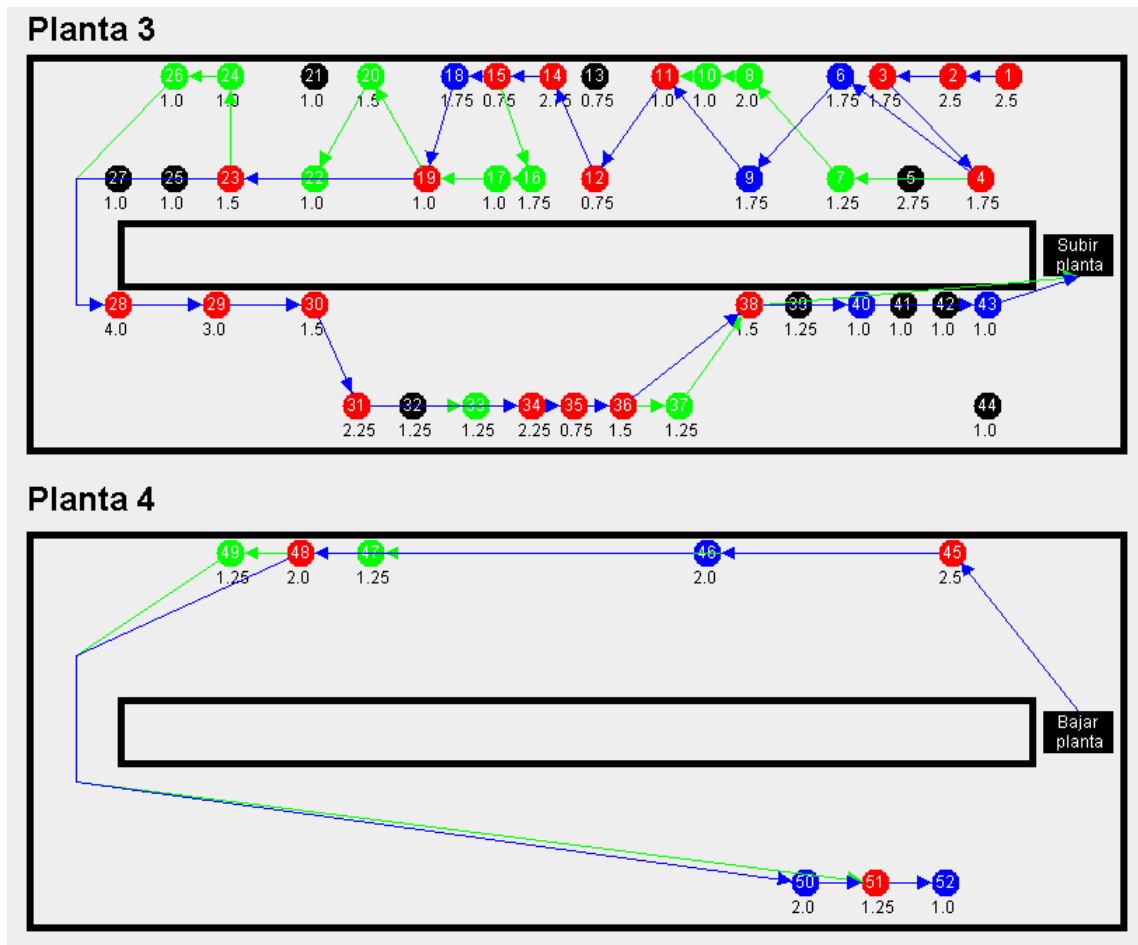 Planta 3
26 24 21 20 18 15 14 13 11 10 8 6 3 2 1
1.0 1.0 1.0 1.5 1.75 0.75 2.75 0.75 1.0 1.0 2.0 1.75 1.75 2.5 2.5
27 25 23 22 19 17 16 12 9 7 5 4
1.0 1.0 1.5 1.0 1.0 1.0 1.75 0.75 1.75 1.25 2.75 1.75
Subir
planta
28 29 30 38 39 40 41 42 43
4.0 3.0 1.5 1.5 1.25 1.0 1.0 1.0 1.0
31 32 33 34 35 36 37 44
2.25 1.25 1.25 2.25 0.75 1.5 1.25 1.0
Planta 4
49 48 47 46 45
1.25 2.0 1.25 2.0 2.5
Bajar
planta
50 51 52
2.0 1.25 1.0